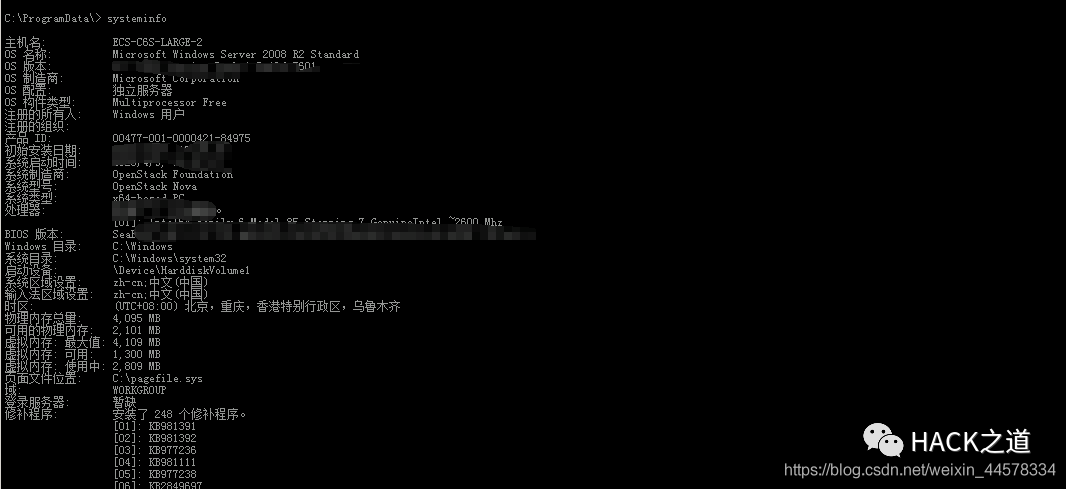 C:\ProgramData\> systeminfo
主机名: ECS-C6S-LARGE-2
OS 名称: Microsoft Windows Server 2008 R2 Standard
OS 版本: 7601
OS 制造商: Microsoft Corporation
OS 配置: 独立服务器
OS 构件类型: Multiprocessor Free
注册的所有人: Windows 用户
注册的组织:
产品 ID: 00477-001-0000421-84975
初始安装日期:
系统启动时间:
系统制造商: OpenStack Foundation
系统型号: OpenStack Nova
系统类型: x64-based PC
处理器: 。
[01]: Family 6 Model 85 Stepping 7 GenuineIntel ~2600 Mhz
BIOS 版本: Sea
Windows 目录: C:\Windows
系统目录: C:\Windows\system32
启动设备: \Device\HarddiskVolume1
系统区域设置: zh-cn;中文(中国)
输入法区域设置: zh-cn;中文(中国)
时区: (UTC+08:00) 北京，重庆，香港特别行政区，乌鲁木齐
物理内存总量: 4,095 MB
可用的物理内存: 2,101 MB
虚拟内存: 最大值: 4,109 MB
虚拟内存: 可用: 1,300 MB
虚拟内存: 使用中: 2,809 MB
页面文件位置: C:\pagefile.sys
域: WORKGROUP
登录服务器: 暂缺
修补程序: 安装了 248 个修补程序。
[01]: KB981391
[02]: KB981392
[03]: KB977236
[04]: KB981111
[05]: KB977238
[06]: KB2849697
HACK之道
https://blog.csdn.net/weixin_44578334